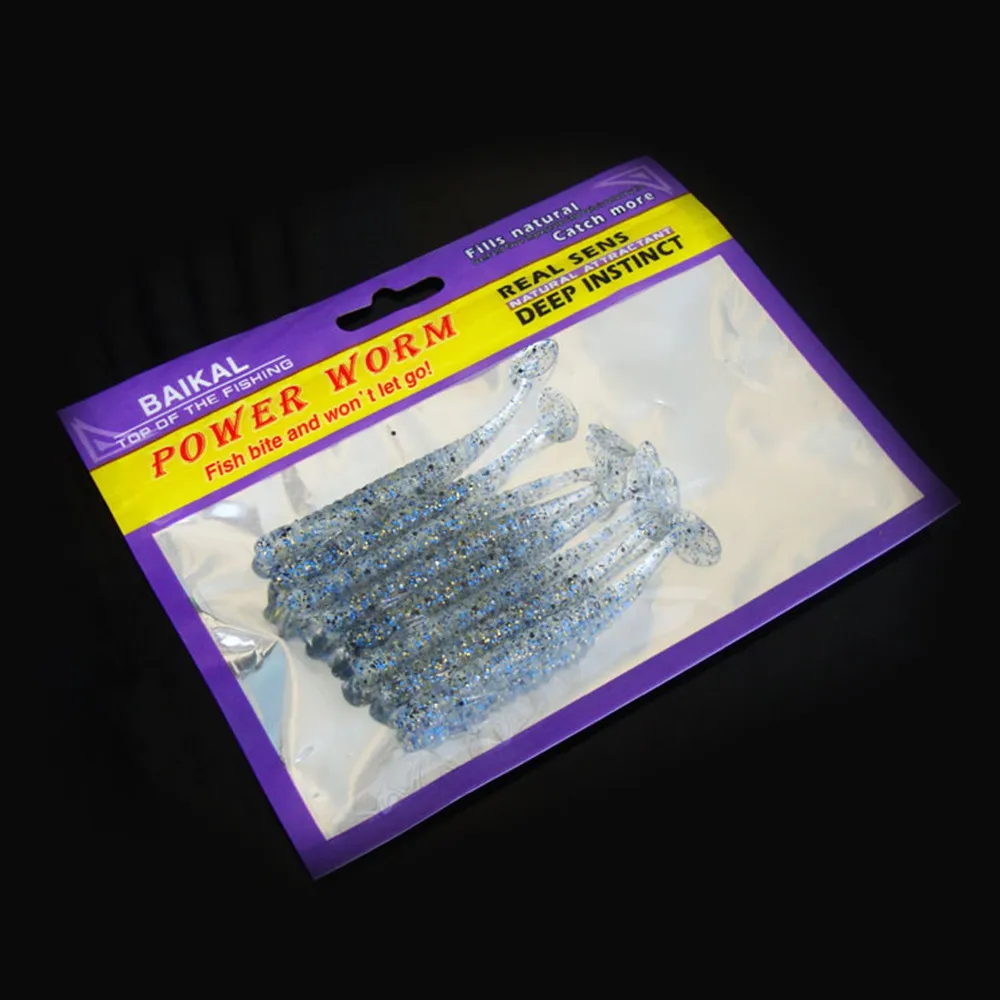 BAIKAL
TOP OF THE FISHING
POWER WORM
Fish bite and won't let go!
Fills natural
Catch more
REAL SENS
NATURAL ATTRACTANT
DEEP INSTINCT